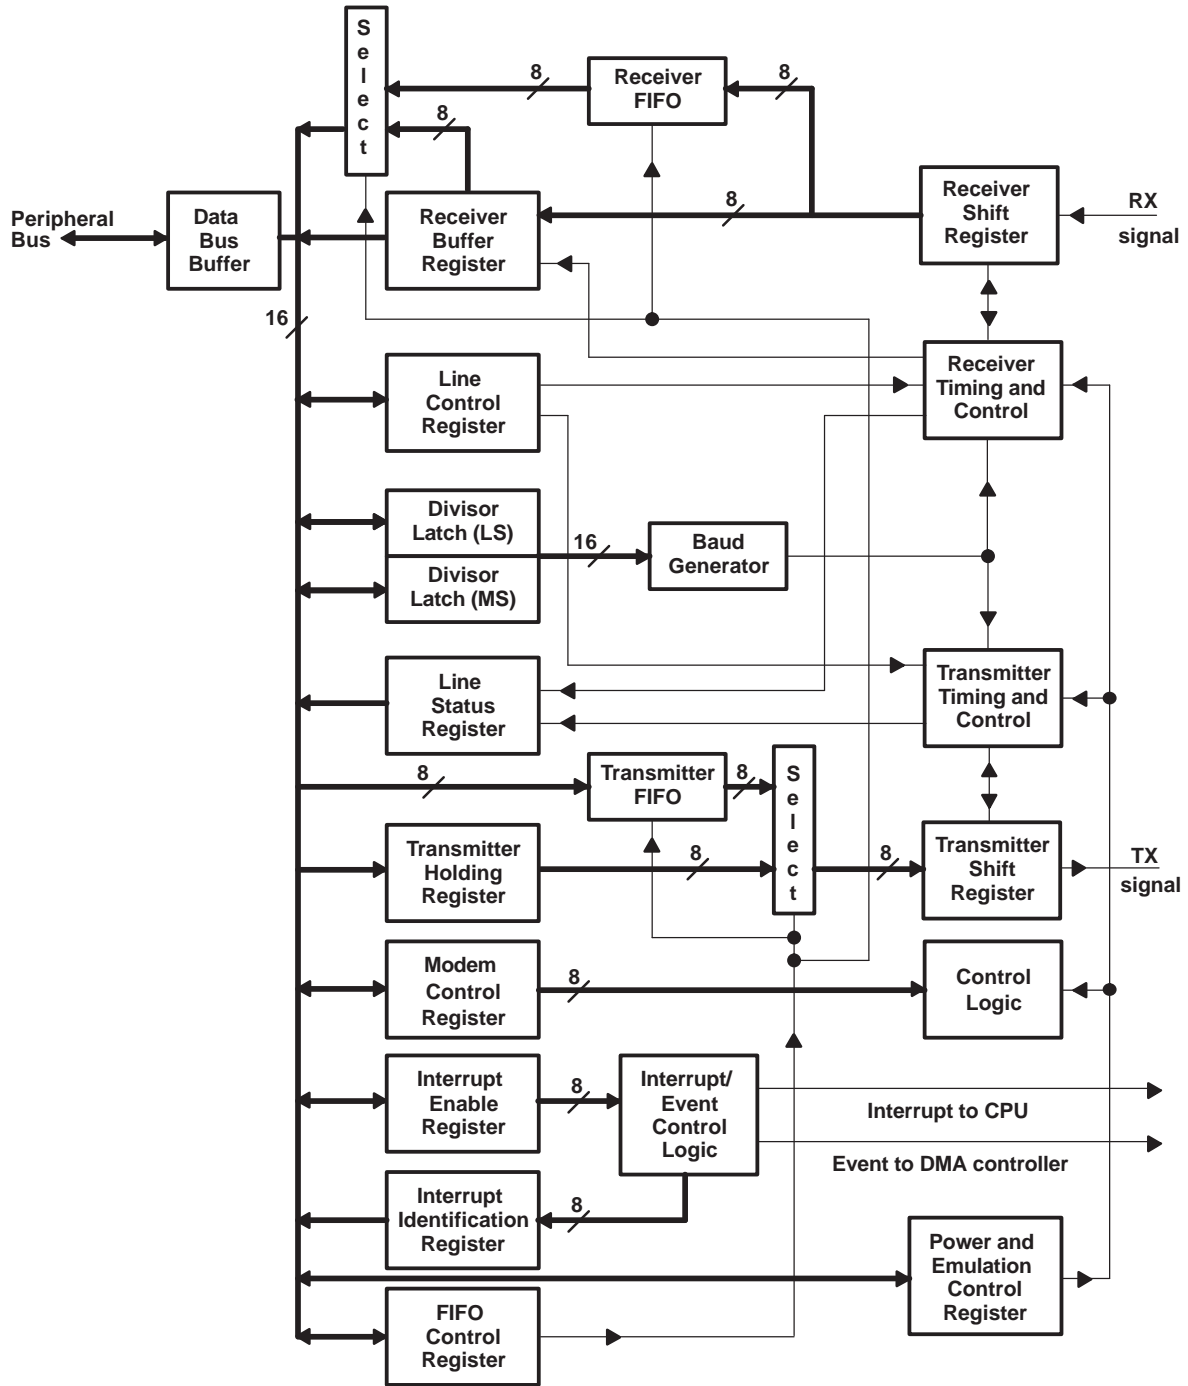 S
e
l
e
c
t
8
Receiver
FIFO
8
8
Peripheral
Bus
Data
Bus
Buffer
Receiver
Buffer
Register
8
Receiver
Shift
Register
RX
signal
16
Line
Control
Register
Receiver
Timing and
Control
Divisor
Latch (LS)
Divisor
Latch (MS)
16
Baud
Generator
Line
Status
Register
Transmitter
Timing and
Control
8
Transmitter
FIFO
8
S
e
l
e
c
t
Transmitter
Holding
Register
8
8
Transmitter
Shift
Register
TX
signal
Modem
Control
Register
8
Control
Logic
Interrupt
Enable
Register
8
Interrupt/
Event
Control
Logic
Interrupt to CPU
Event to DMA controller
Interrupt
Identification
Register
8
Power and
Emulation
Control
Register
FIFO
Control
Register